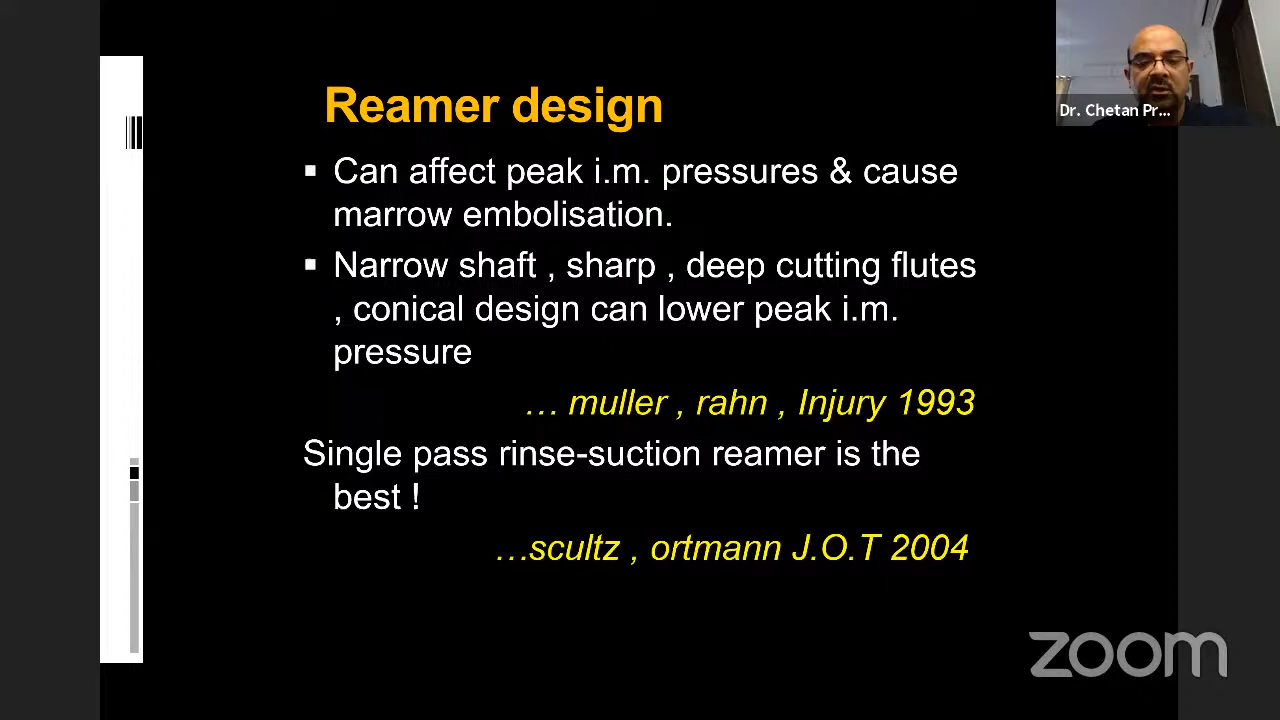 Reamer design
Dr. Chetan Pr...
▪ Can affect peak i.m. pressures & cause
marrow embolisation.
▪ Narrow shaft , sharp , deep cutting flutes
, conical design can lower peak i.m.
pressure
… muller , rahn , Injury 1993
Single pass rinse-suction reamer is the
best !
…scultz , ortmann J.O.T 2004
zoom